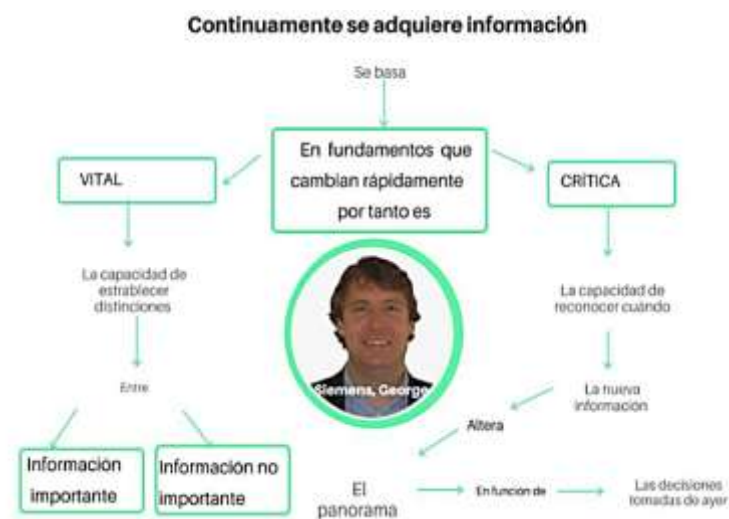 Continuamente se adquiere información
Se basa
En fundamentos que
cambian rápidamente
por tanto es
VITAL
CRÍTICA
La capacidad de
estrablecer
distinciones
Entre
Información
importante
Información no
importante
Siemens, George
La capacidad de
reconocer cuándo
La nueva
información
Altera
El
panorama
En función de
Las decisiones
tomadas de ayer